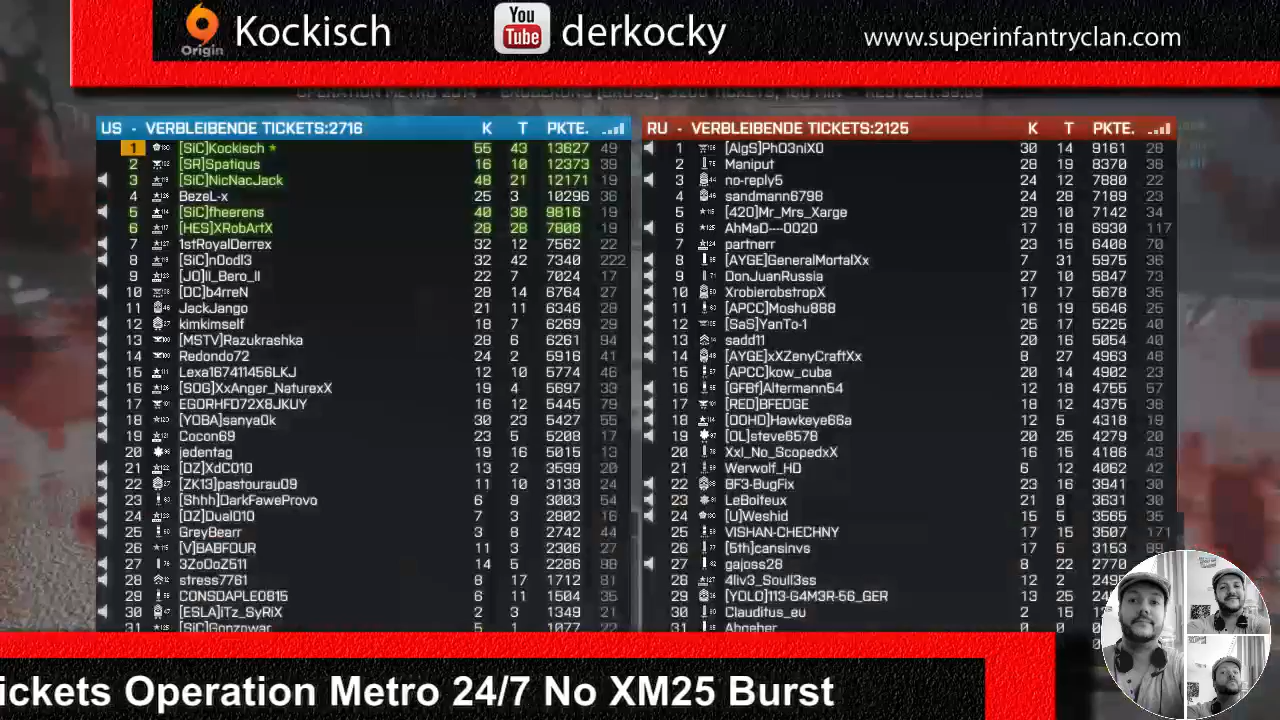 Origin Kockisch You Tube derkocky www.superinfantryclan.com
US - VERBLEIBENDE TICKETS:2716 K T PKTE.
1 [SiC]Kockisch 55 43 13627 49
2 [SR]Spatiqus 16 10 12373 39
3 [SiC]NicNacJack 48 21 12171 19
4 BezeL-x 25 3 10296 36
5 [SiC]fheerens 40 38 9816 19
6 [HES]XRobArtX 28 28 7808 19
7 1stRoyalDerrex 32 12 7562 22
8 [SiC]n0odl3 32 42 7340 222
9 [JO]II_Bero_II 22 7 7024 17
10 [DC]b4rreN 28 14 6764 27
11 JackJango 21 11 6346 28
12 kimkimself 18 7 6269 29
13 [MSTV]Razukrashka 28 6 6261 94
14 Redondo72 24 2 5916 41
15 Lexa167411456LKJ 12 10 5774 46
16 [SOG]XxAnger_NaturexX 19 4 5697 33
17 EGORHFD72X8JKUY 16 12 5445 79
18 [YOBA]sanya0k 30 23 5427 55
19 Cocon69 23 5 5208 17
20 jedentag 19 16 5015 13
21 [DZ]XdC010 13 2 3599 20
22 [ZK13]pastourau09 11 10 3138 24
23 [Shhh]DarkFaweProvo 6 9 3003 54
24 [DZ]Dual010 7 3 2802 16
25 GreyBearr 3 8 2742 44
26 [V]BABFOUR 11 3 2306 27
27 3ZoOoZ511 14 5 2286 98
28 stress7761 8 17 1712 81
29 CONSDAPLE0815 6 11 1504 35
30 [ESLA]iTz_SyRiX 2 3 1349 21
31 [SiC]Gonzowar 5 1 1077 22
RU - VERBLEIBENDE TICKETS:2125 K T PKTE.
1 [AlgS]PhO3niX0 30 14 9161 28
2 Maniput 28 19 8370 38
3 no-reply5 24 12 7880 22
4 sandmann6798 24 28 7189 23
5 [420]Mr_Mrs_Xarge 29 10 7142 34
6 AhMaD----0020 17 18 6930 117
7 partnerr 23 15 6408 70
8 [AYGE]GeneralMortalXx 7 31 5975 36
9 DonJuanRussia 27 10 5847 73
10 XrobierobstropX 17 17 5678 35
11 [APCC]Moshu888 16 19 5646 25
12 [SaS]YanTo-1 25 17 5225 40
13 sadd11 20 16 5054 40
14 [AYGE]xXZenyCraftXx 8 27 4963 46
15 [APCC]kow_cuba 20 14 4902 23
16 [GFBf]Altermann54 12 18 4755 57
17 [RED]BFEDGE 18 12 4375 38
18 [OOHD]Hawkeye66a 12 5 4318 19
19 [OL]steve6578 20 25 4279 20
20 Xxl_No_ScopedxX 16 15 4186 43
21 Werwolf_HD 6 12 4062 42
22 BF3-BugFix 23 16 3941 30
23 LeBoiteux 21 8 3631 30
24 [U]Washid 15 5 3565 35
25 VISHAN-CHECHNY 17 15 3507 171
26 [5th]cansinvs 17 5 3153 89
27 gajoss28 8 22 2770
28 4liv3_Soull3ss 12 2
29 [YOLO]113-G4M3R-56_GER 13 25
30 Clauditus_eu 2 15
31 Abgeher 0 0
ickets Operation Metro 24/7 No XM25 Burst